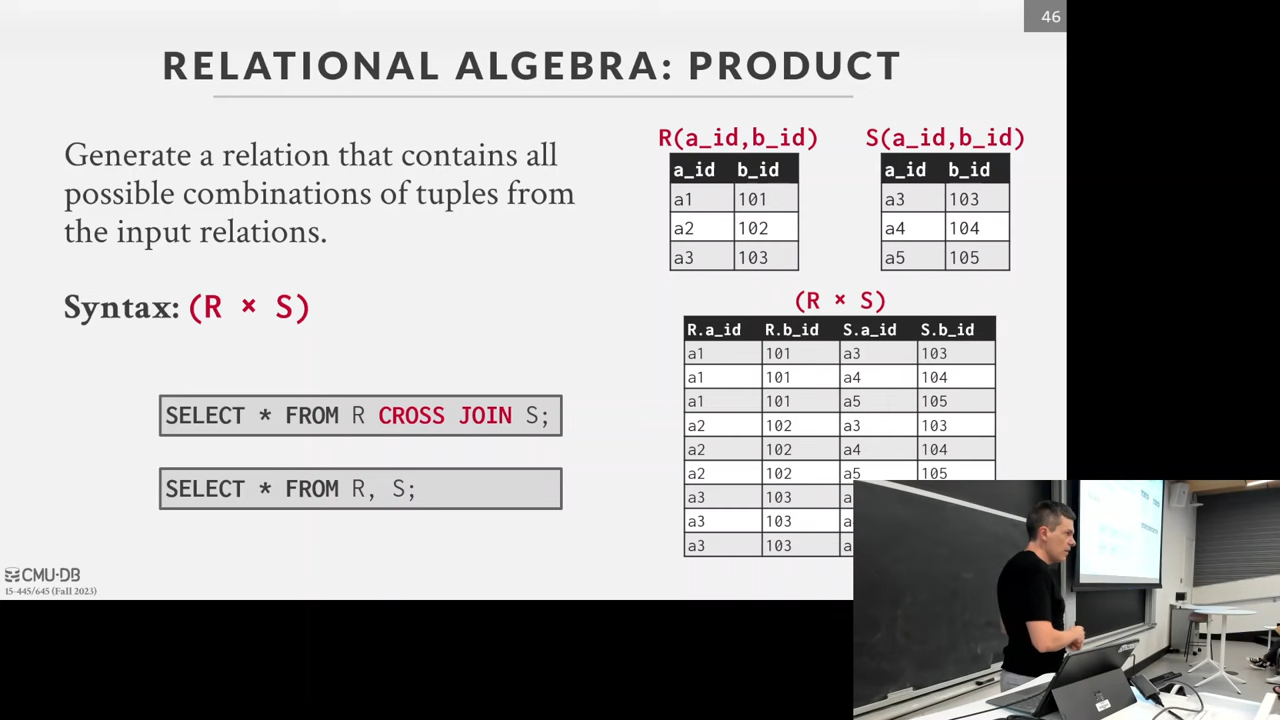 46
RELATIONAL ALGEBRA: PRODUCT
Generate a relation that contains all
possible combinations of tuples from
the input relations.
Syntax: (R × S)
SELECT * FROM R CROSS JOIN S;
SELECT * FROM R, S;
R(a_id,b_id)
a_id b_id
a1 101
a2 102
a3 103
S(a_id,b_id)
a_id b_id
a3 103
a4 104
a5 105
(R × S)
R.a_id R.b_id S.a_id S.b_id
a1 101 a3 103
a1 101 a4 104
a1 101 a5 105
a2 102 a3 103
a2 102 a4 104
a2 102 a5 105
a3 103
a3 103
a3 103
CMU·DB
15-445/645 (Fall 2023)